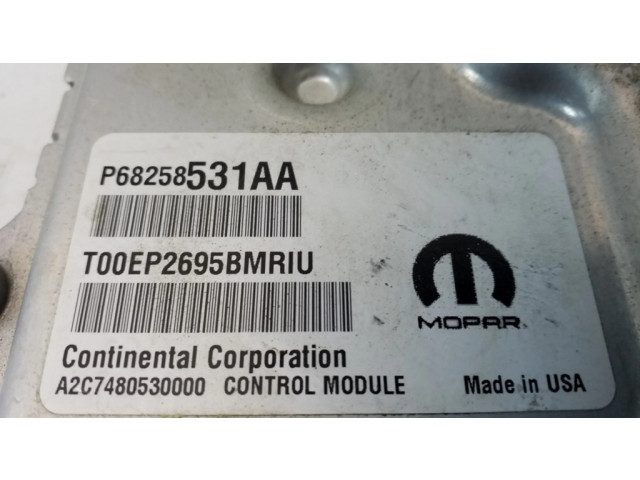 P68258531AA
T00EP2695BMRIU
MOPAR
Continental Corporation
A2C7480530000 CONTROL MODULE Made in USA